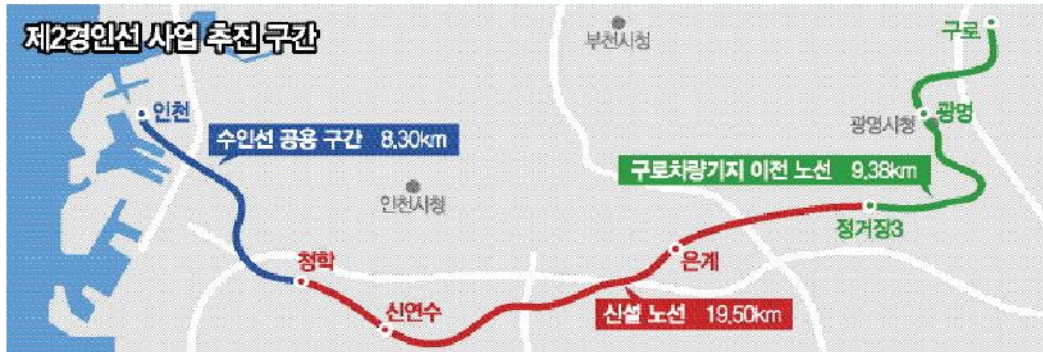 제2경인선 사업 추진 구간
구로
부천시청
인천
광명
광명시청
수인선 공용 구간 8.30km
구로차량기지 이전 노선 9.38km
인천시청
정거장3
청학
은계
신연수
신설 노선 19.50km